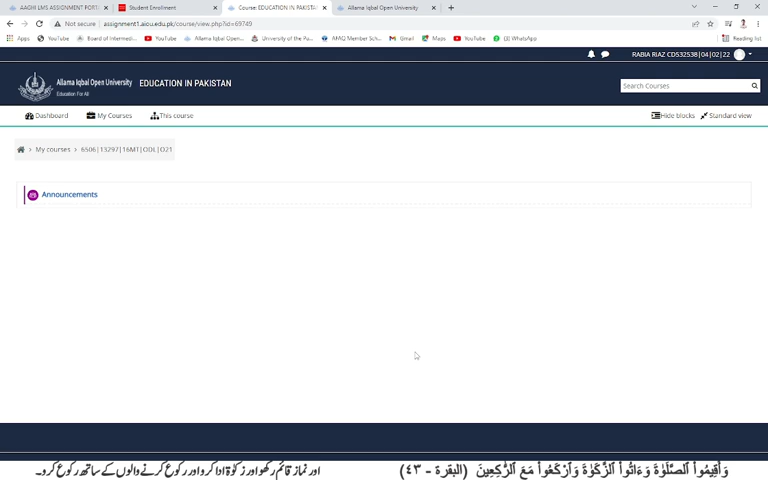 AAGHI LMS ASSIGNMENT PORT
Student Enrollment
Course: EDUCATION IN PAKISTAN
Allama Iqbal Open University
Not secure
assignment1.aiou.edu.pk/course/view.php?id=69749
Apps
YouTube
Board of Intermedi...
YouTube
Allama Iqbal Open...
University of the Pu...
AFAQ Member Sch...
Gmail
Maps
YouTube
(3) WhatsApp
Reading list
Allama Iqbal Open University
Education For All
EDUCATION IN PAKISTAN
RABIA RIAZ CD532538|04|02|22
Search Courses
Dashboard
My Courses
This course
Hide blocks
Standard view
My courses > 6506|13297|16MT|ODL|O21
Announcements
وَأَقِيمُواْ ٱلصَّلَوٰةَ وَءَاتُواْ ٱلزَّكَوٰةَ وَٱرْكَعُواْ مَعَ ٱلرَّٰكِعِينَ (البقرة - ٤٣)
اور نماز قائم رکھو اور زکوٰۃ ادا کرو اور رکوع کرنے والوں کے ساتھ رکوع کرو۔